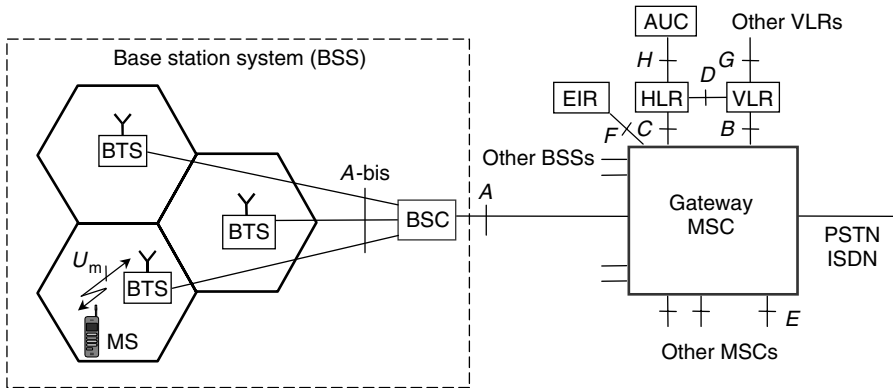 AUC
Other VLRs
Base station system (BSS)
H
G
D
EIR
HLR
VLR
F
C
B
BTS
Other BSSs
A-bis
A
BSC
Gateway
MSC
BTS
PSTN
ISDN
Um
BTS
MS
E
Other MSCs